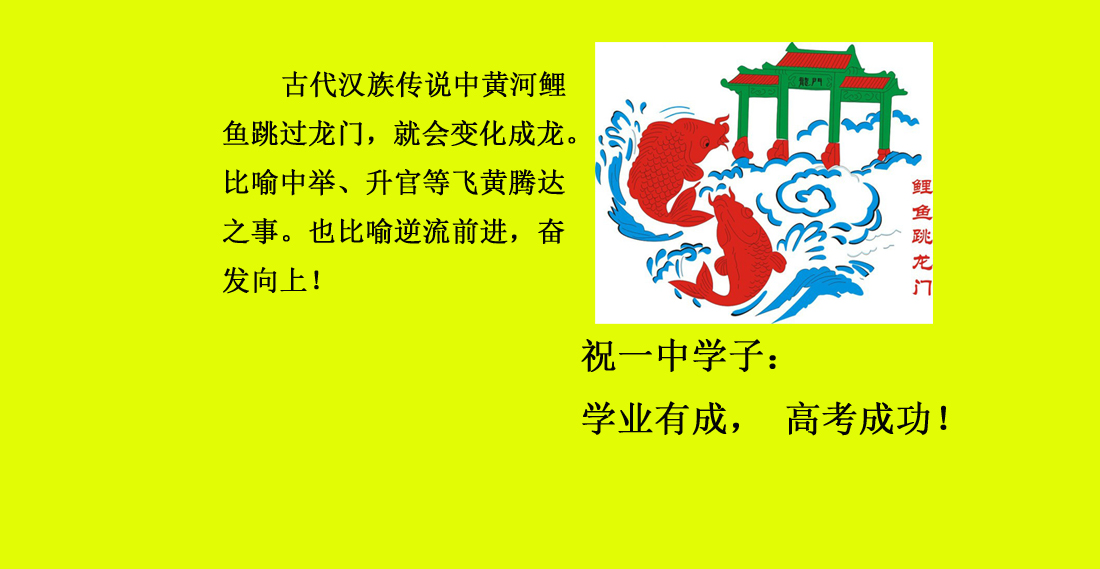 古代汉族传说中黄河鲤
鱼跳过龙门，就会变化成龙。
比喻中举、升官等飞黄腾达
之事。也比喻逆流前进，奋
发向上！
龍門
鲤鱼跳龙门
祝一中学子：
学业有成， 高考成功！